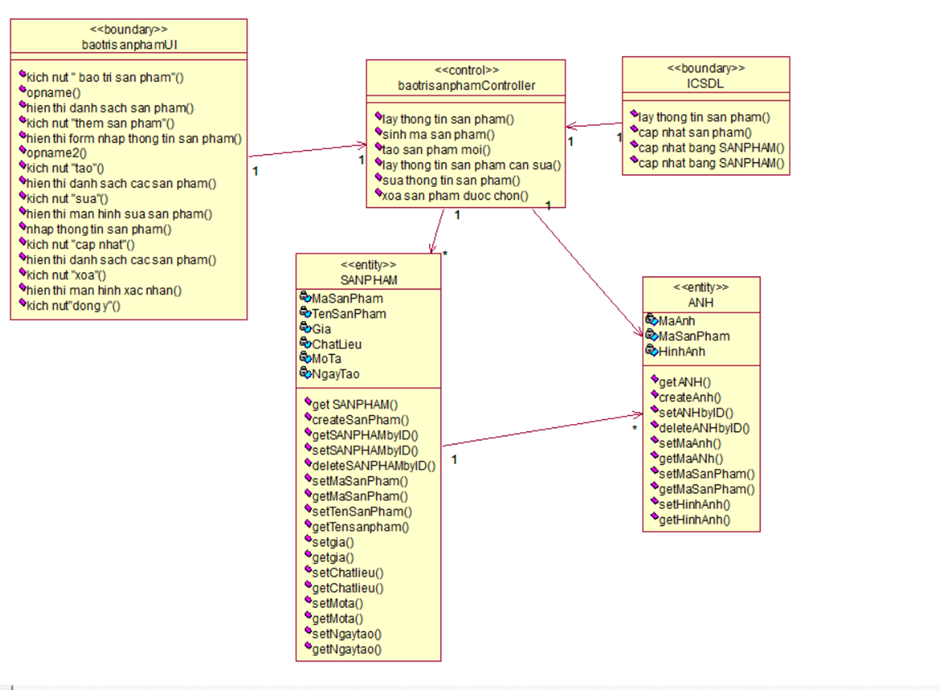 <<boundary>>
baotrisanphamUI
kich nut " bao tri san pham"()
opname()
hien thi danh sach san pham()
kich nut "them san pham"()
hien thi form nhap thong tin san pham()
opname2()
kich nut "tao"()
hien thi danh sach cac san pham()
kich nut "sua"()
hien thi man hinh sua san pham()
nhap thong tin san pham()
kich nut "cap nhat"()
hien thi danh sach cac san pham()
kich nut "xoa"()
hien thi man hinh xac nhan()
kich nut"dong y"()
1
1
<<control>>
baotrisanphamController
lay thong tin san pham()
sinh ma san pham()
tao san pham moi()
lay thong tin san pham can sua()
sua thong tin san pham()
xoa san pham duoc chon()
1
1
<<boundary>>
ICSDL
lay thong tin san pham()
cap nhat san pham()
cap nhat bang SANPHAM()
cap nhat bang SANPHAM()
1
1
*
<<entity>>
SANPHAM
MaSanPham
TenSanPham
Gia
ChatLieu
MoTa
NgayTao
get SANPHAM()
createSanPham()
getSANPHAMbyID()
setSANPHAMbyID()
deleteSANPHAMbyID()
setMaSanPham()
getMaSanPham()
setTenSanPham()
getTensanpham()
setgia()
getgia()
setChatlieu()
getChatlieu()
setMota()
getMota()
setNgaytao()
getNgaytao()
1
*
<<entity>>
ANH
MaAnh
MaSanPham
HinhAnh
get ANH()
createAnh()
setANHbyID()
deleteANHbyID()
setMaAnh()
getMaANh()
setMaSanPham()
getMaSanPham()
setHinhAnh()
getHinhAnh()